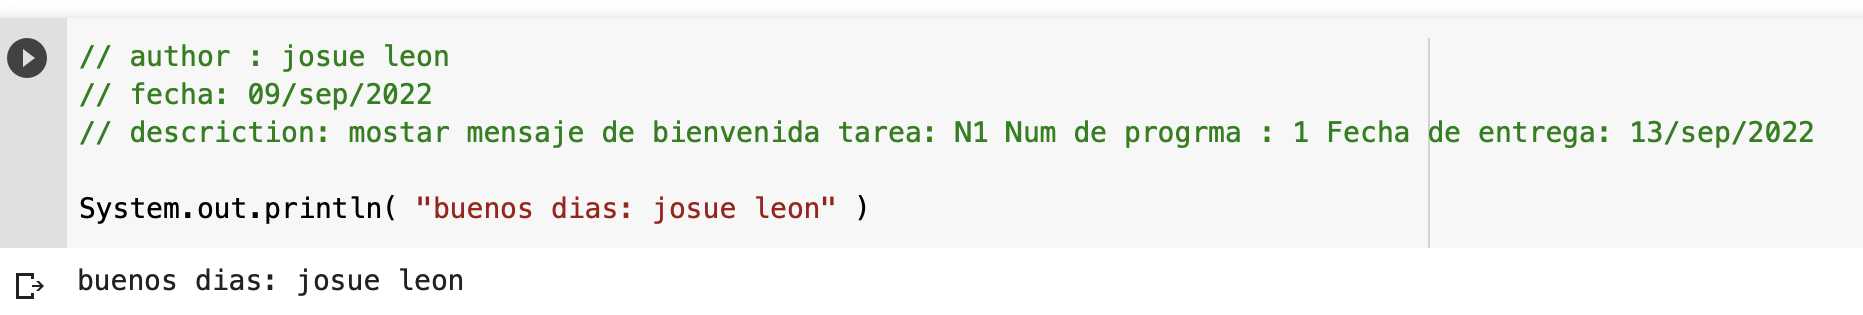 // author : josue leon
// fecha: 09/sep/2022
// descriction: mostar mensaje de bienvenida tarea: N1 Num de progrma : 1 Fecha de entrega: 13/sep/2022
System.out.println( "buenos dias: josue leon" )
buenos dias: josue leon